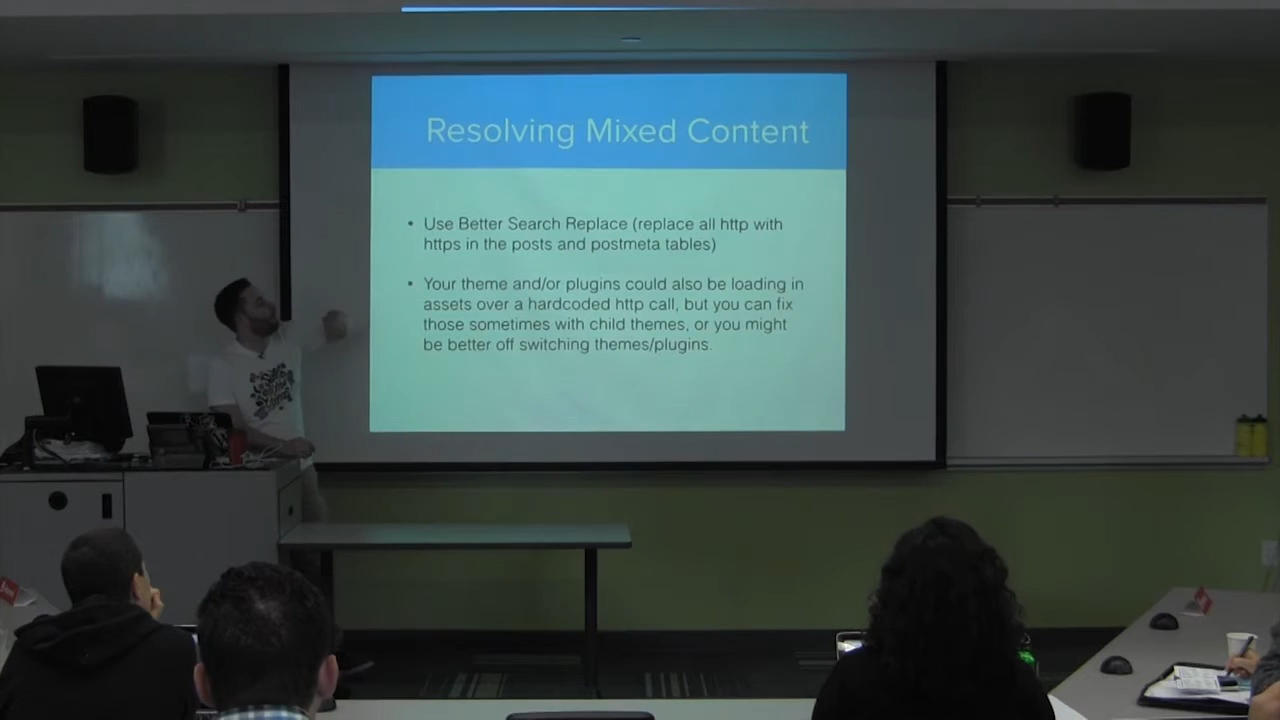 Resolving Mixed Content
• Use Better Search Replace (replace all http with
https in the posts and postmeta tables)
• Your theme and/or plugins could also be loading in
assets over a hardcoded http call, but you can fix
those sometimes with child themes, or you might
be better off switching themes/plugins.